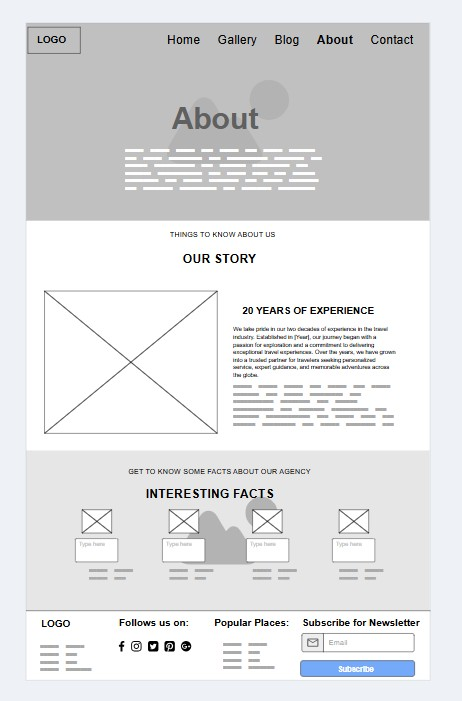 LOGO
Home Gallery Blog About Contact
About
THINGS TO KNOW ABOUT US
OUR STORY
20 YEARS OF EXPERIENCE
We take pride in our two decades of experience in the travel
industry. Established in [Year], our journey began with a
passion for exploration and a commitment to delivering
exceptional travel experiences. Over the years, we have grown
into a trusted partner for travelers seeking personalized
service, expert guidance, and memorable adventures across
the globe.
GET TO KNOW SOME FACTS ABOUT OUR AGENCY
INTERESTING FACTS
Type here Type here Type here Type here
LOGO Follows us on: Popular Places: Subscribe for Newsletter
Email
Subscribe